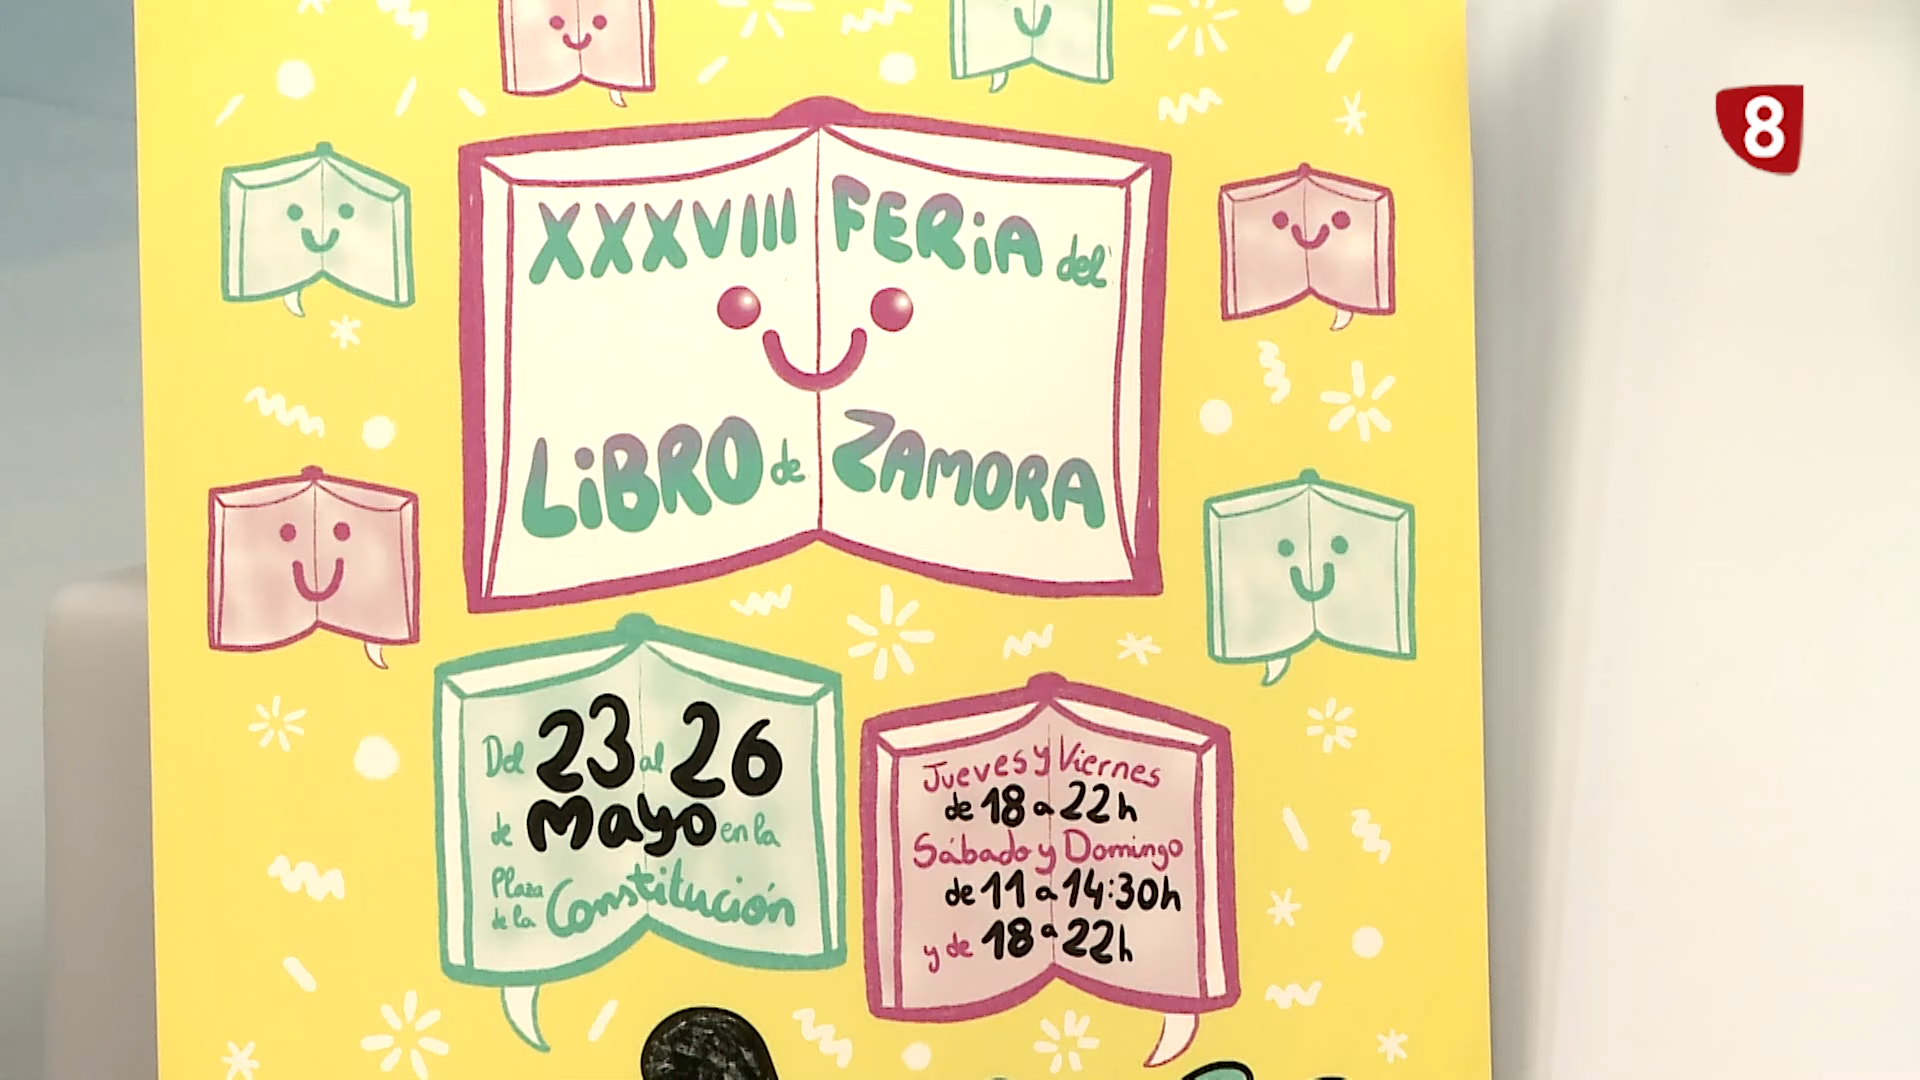 8
XXXVIII FERiA del
LiBRO de ZAMORA
Del 23 al 26
de Mayo en la
Plaza de la Constitución
Jueves y Viernes
de 18 a 22h
Sábado y Domingo
de 11 a 14:30h
y de 18 a 22h